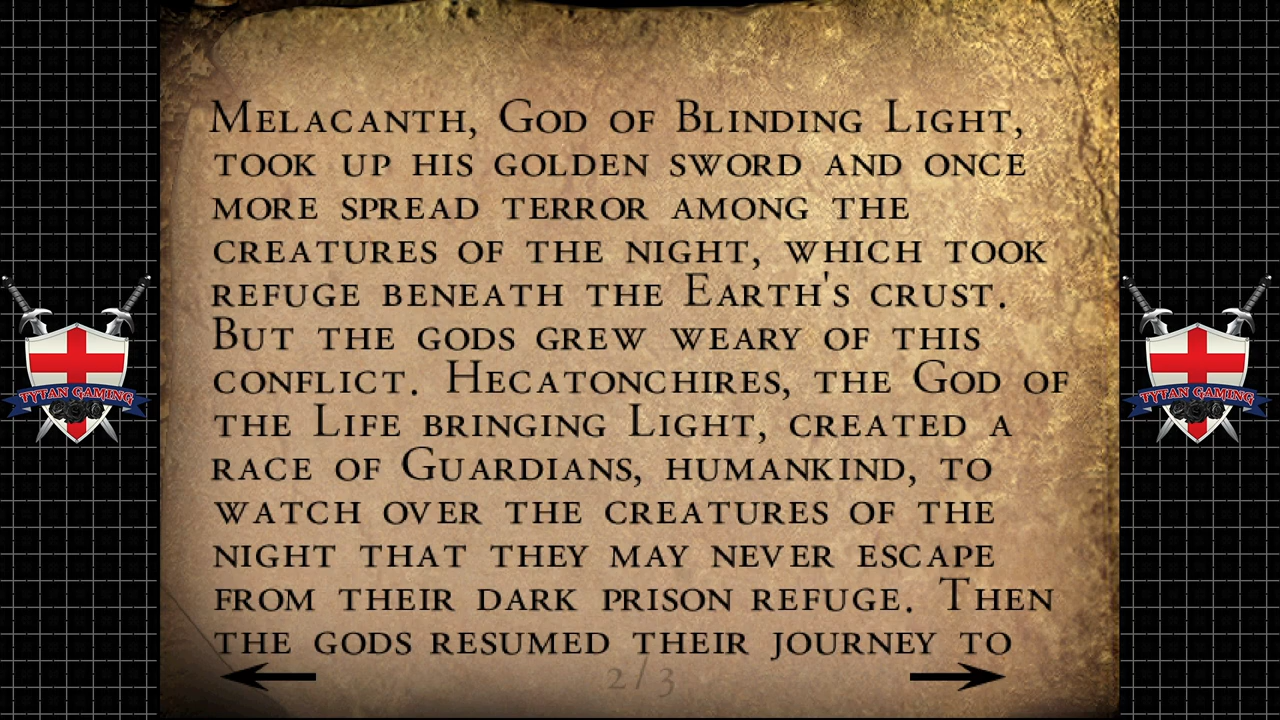 Melacanth, God of Blinding Light,
took up his golden sword and once
more spread terror among the
creatures of the night, which took
refuge beneath the Earth's crust.
But the gods grew weary of this
conflict. Hecatonchires, the God of
the Life bringing Light, created a
race of Guardians, humankind, to
watch over the creatures of the
night that they may never escape
from their dark prison refuge. Then
the gods resumed their journey to
2/3
TYTAN GAMING
TYTAN GAMING